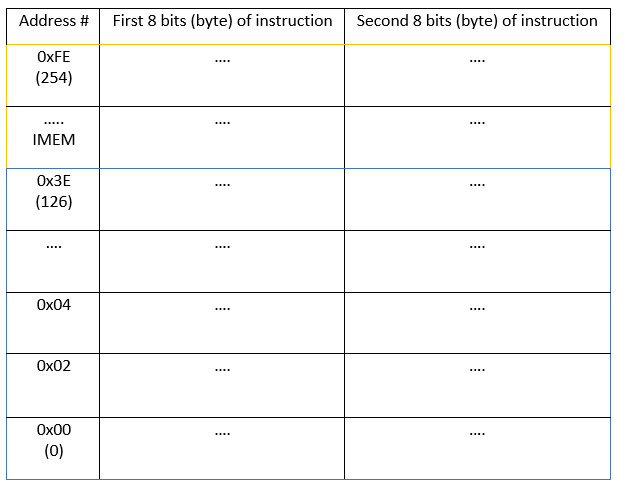 Address # First 8 bits (byte) of instruction Second 8 bits (byte) of instruction
0xFE .... ....
(254)
..... .... ....
IMEM
0x3E .... ....
(126)
.... .... ....
0x04 .... ....
0x02 .... ....
0x00 .... ....
(0)